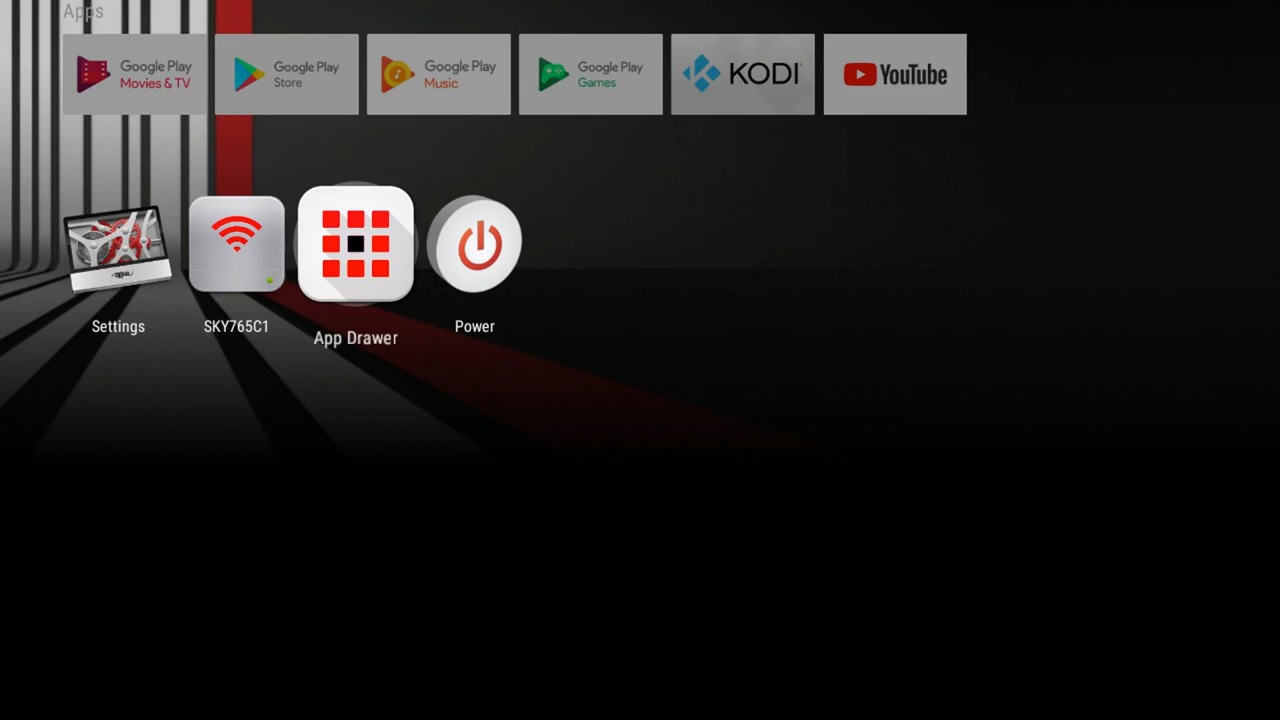 Apps
Google Play
Movies & TV
Google Play
Store
Google Play
Music
Google Play
Games
KODI
YouTube
Settings
SKY765C1
App Drawer
Power